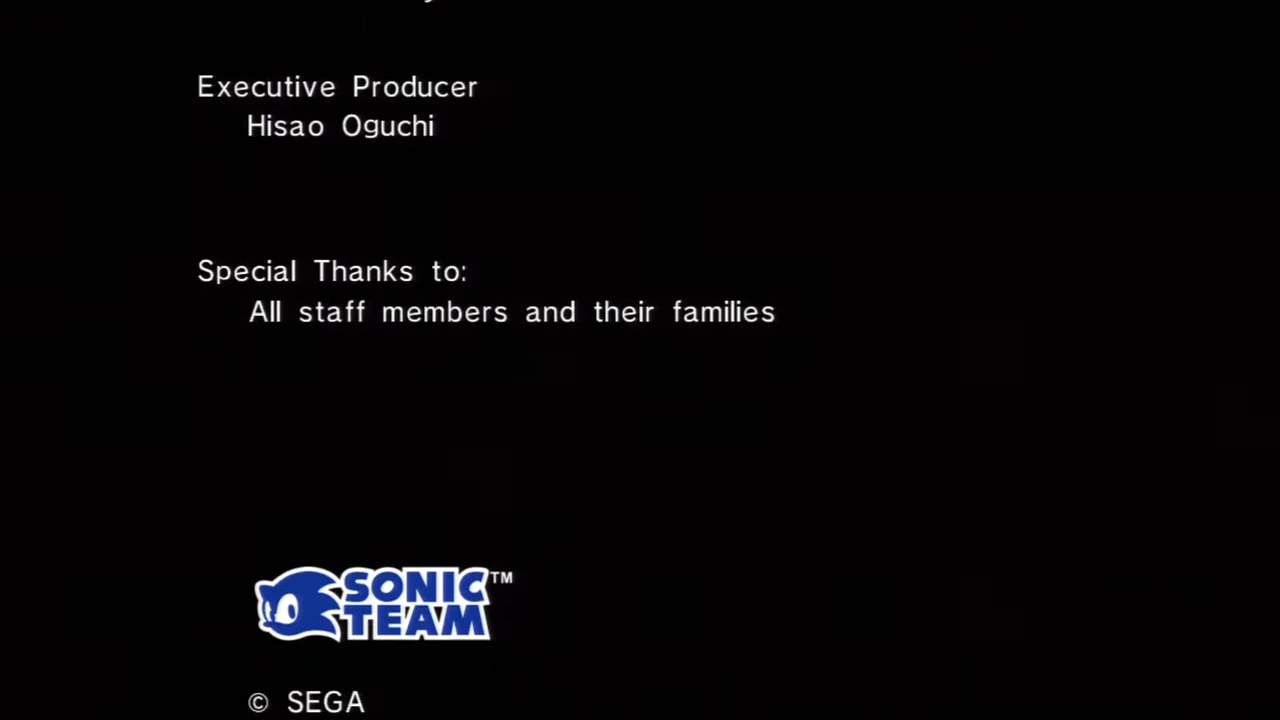 Executive Producer
Hisao Oguchi
Special Thanks to:
All staff members and their families
SONIC
TEAM™
© SEGA